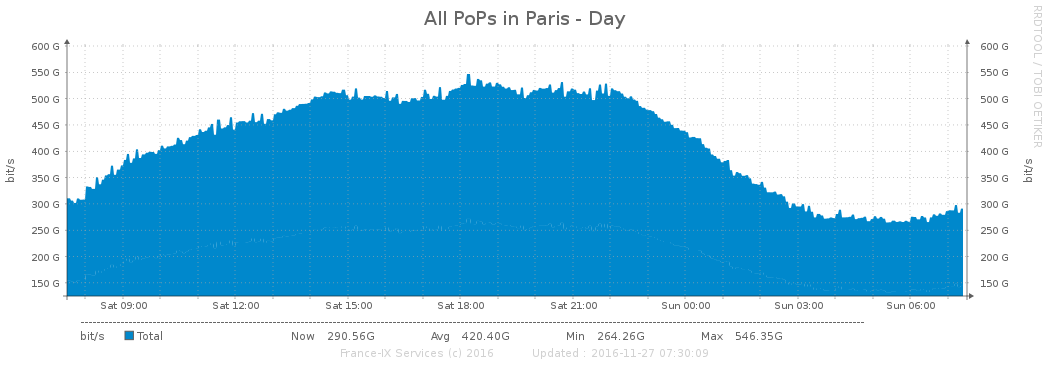 All PoPs in Paris - Day
RRDTOOL / TOBI OETIKER
600 G 600 G
550 G 550 G
500 G 500 G
450 G 450 G
400 G 400 G
350 G 350 G
300 G 300 G
250 G 250 G
200 G 200 G
150 G 150 G
bit/s bit/s
Sat 09:00 Sat 12:00 Sat 15:00 Sat 18:00 Sat 21:00 Sun 00:00 Sun 03:00 Sun 06:00
bit/s Total Now 290.56G Avg 420.40G Min 264.26G Max 546.35G
France-IX Services (c) 2016 Updated : 2016-11-27 07:30:09